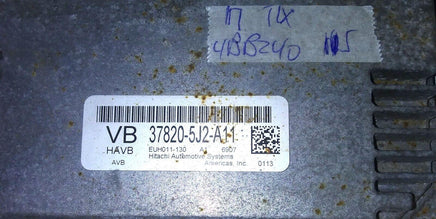 17 TLX
4BB240
VB 37820-5J2-A11
HAVB EUH011-130 A1 6907
Hitachi Automotive Systems
AVB Americas, Inc. 0113